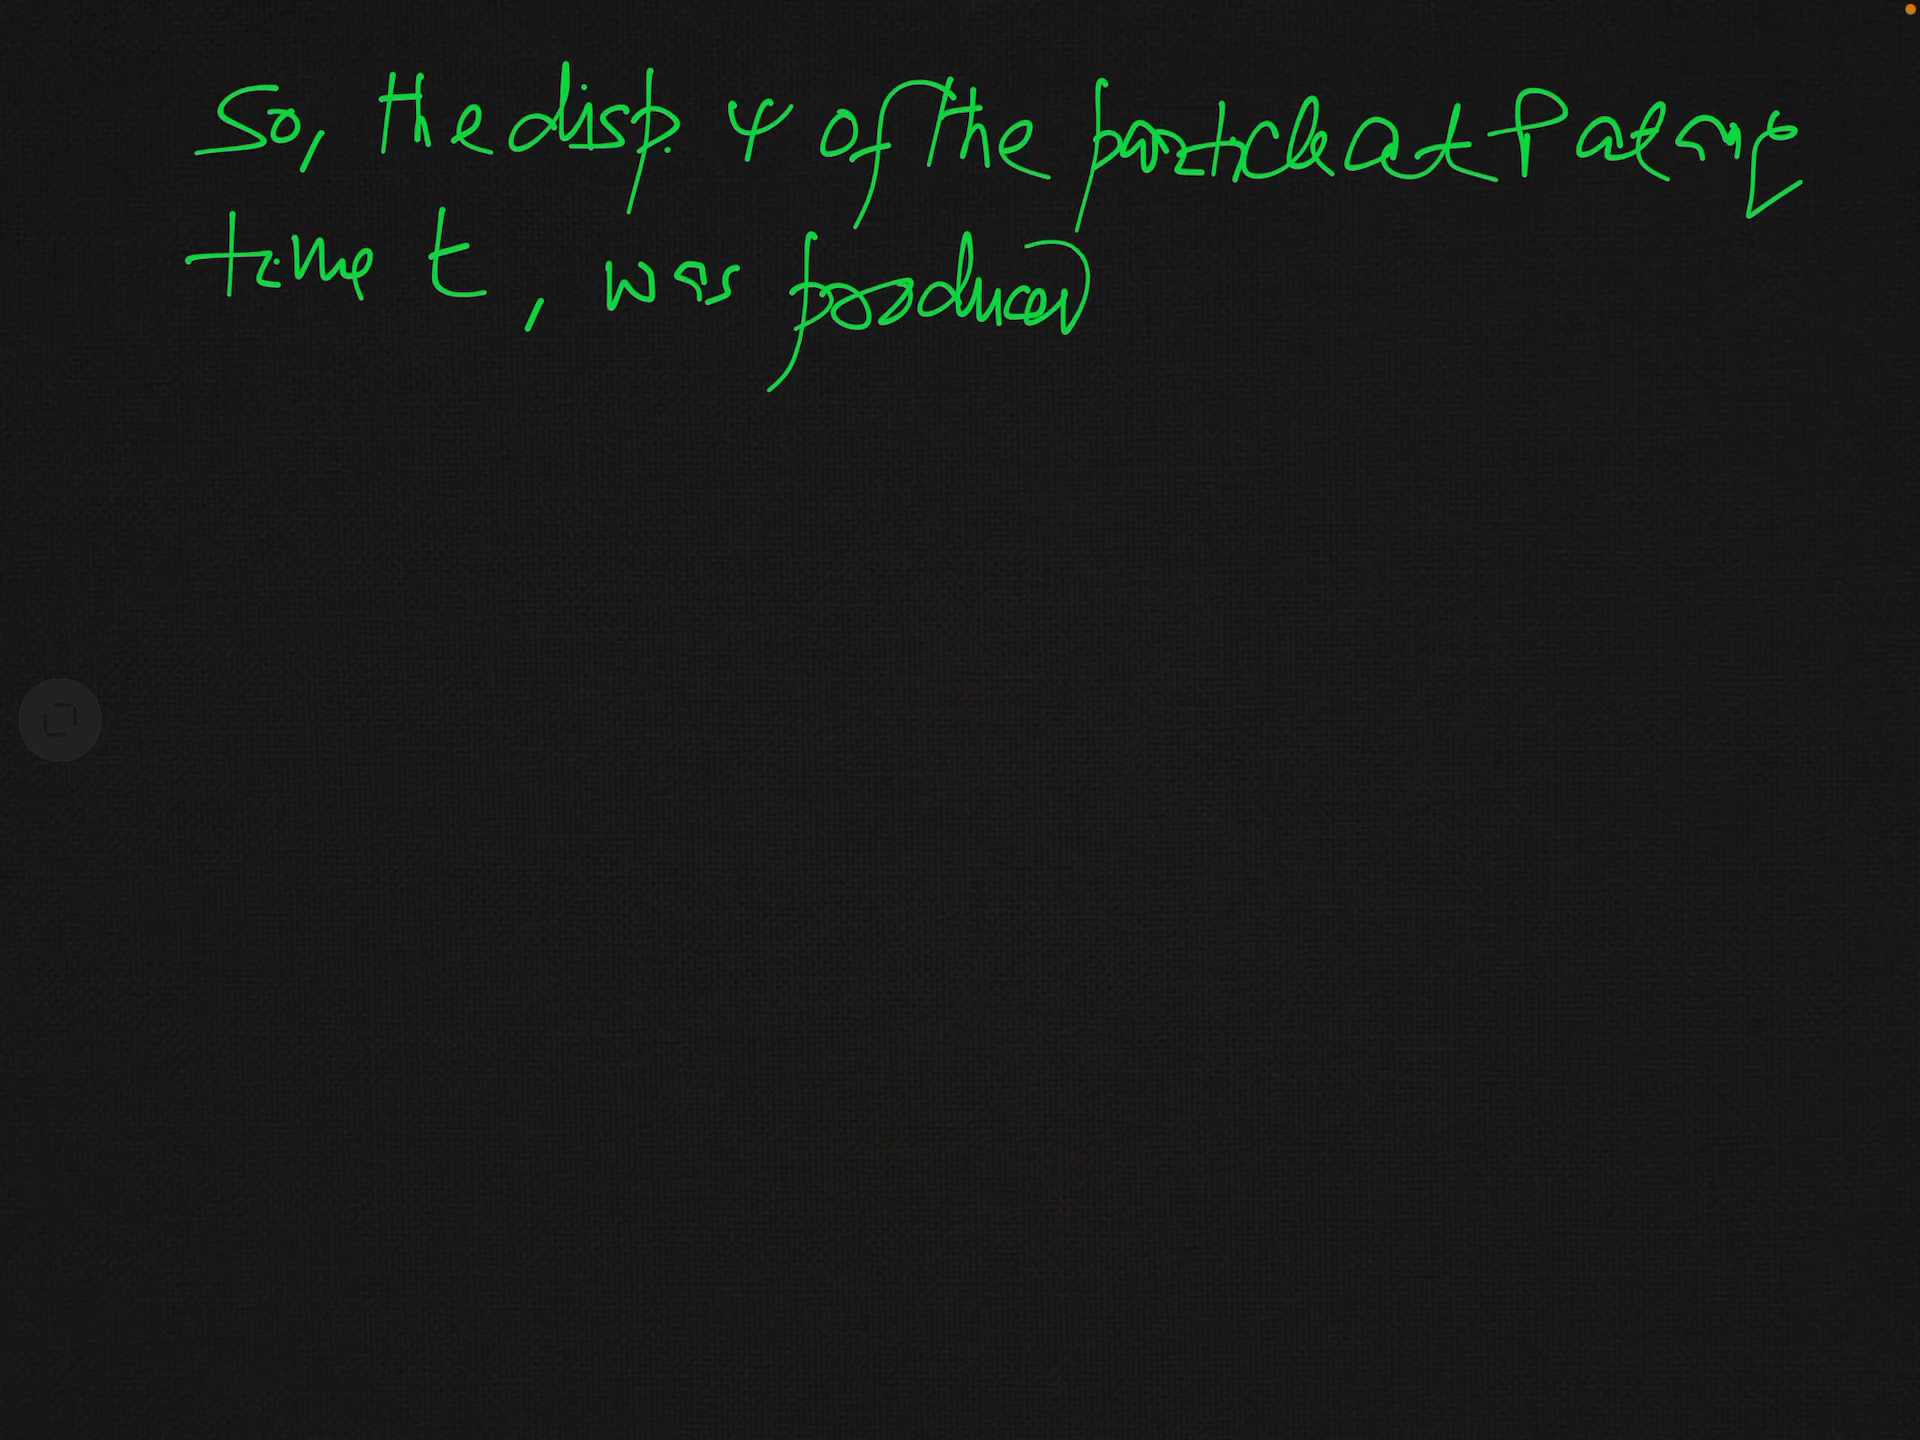 So, the disp. ψ of the particle at P at any
time t, was produced